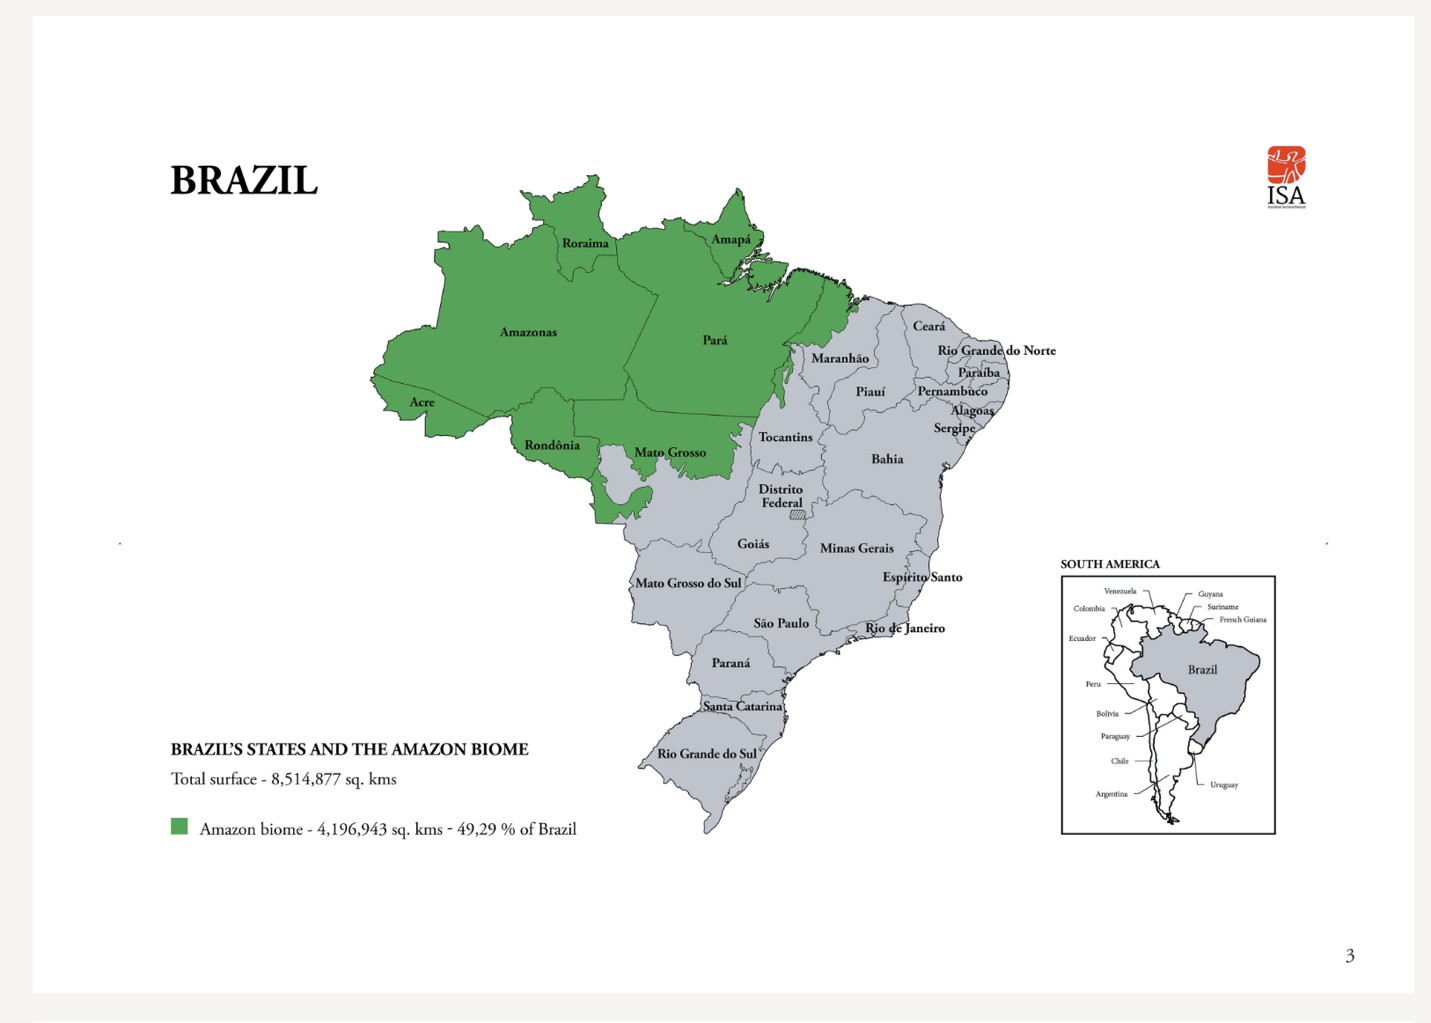 BRAZIL
ISA
Roraima
Amapá
Amazonas
Pará
Ceará
Rio Grande do Norte
Maranhão
Paraíba
Piauí
Pernambuco
Acre
Alagoas
Sergipe
Tocantins
Rondônia
Mato Grosso
Bahia
Distrito
Federal
Goiás
Minas Gerais
Mato Grosso do Sul
Espírito Santo
São Paulo
Rio de Janeiro
Paraná
Santa Catarina
Rio Grande do Sul
SOUTH AMERICA
Venezuela
Guyana
Colombia
Suriname
French Guiana
Ecuador
Brazil
Peru
Bolivia
Paraguay
Chile
Uruguay
Argentina
BRAZIL'S STATES AND THE AMAZON BIOME
Total surface - 8,514,877 sq. kms
Amazon biome - 4,196,943 sq. kms - 49,29 % of Brazil
3